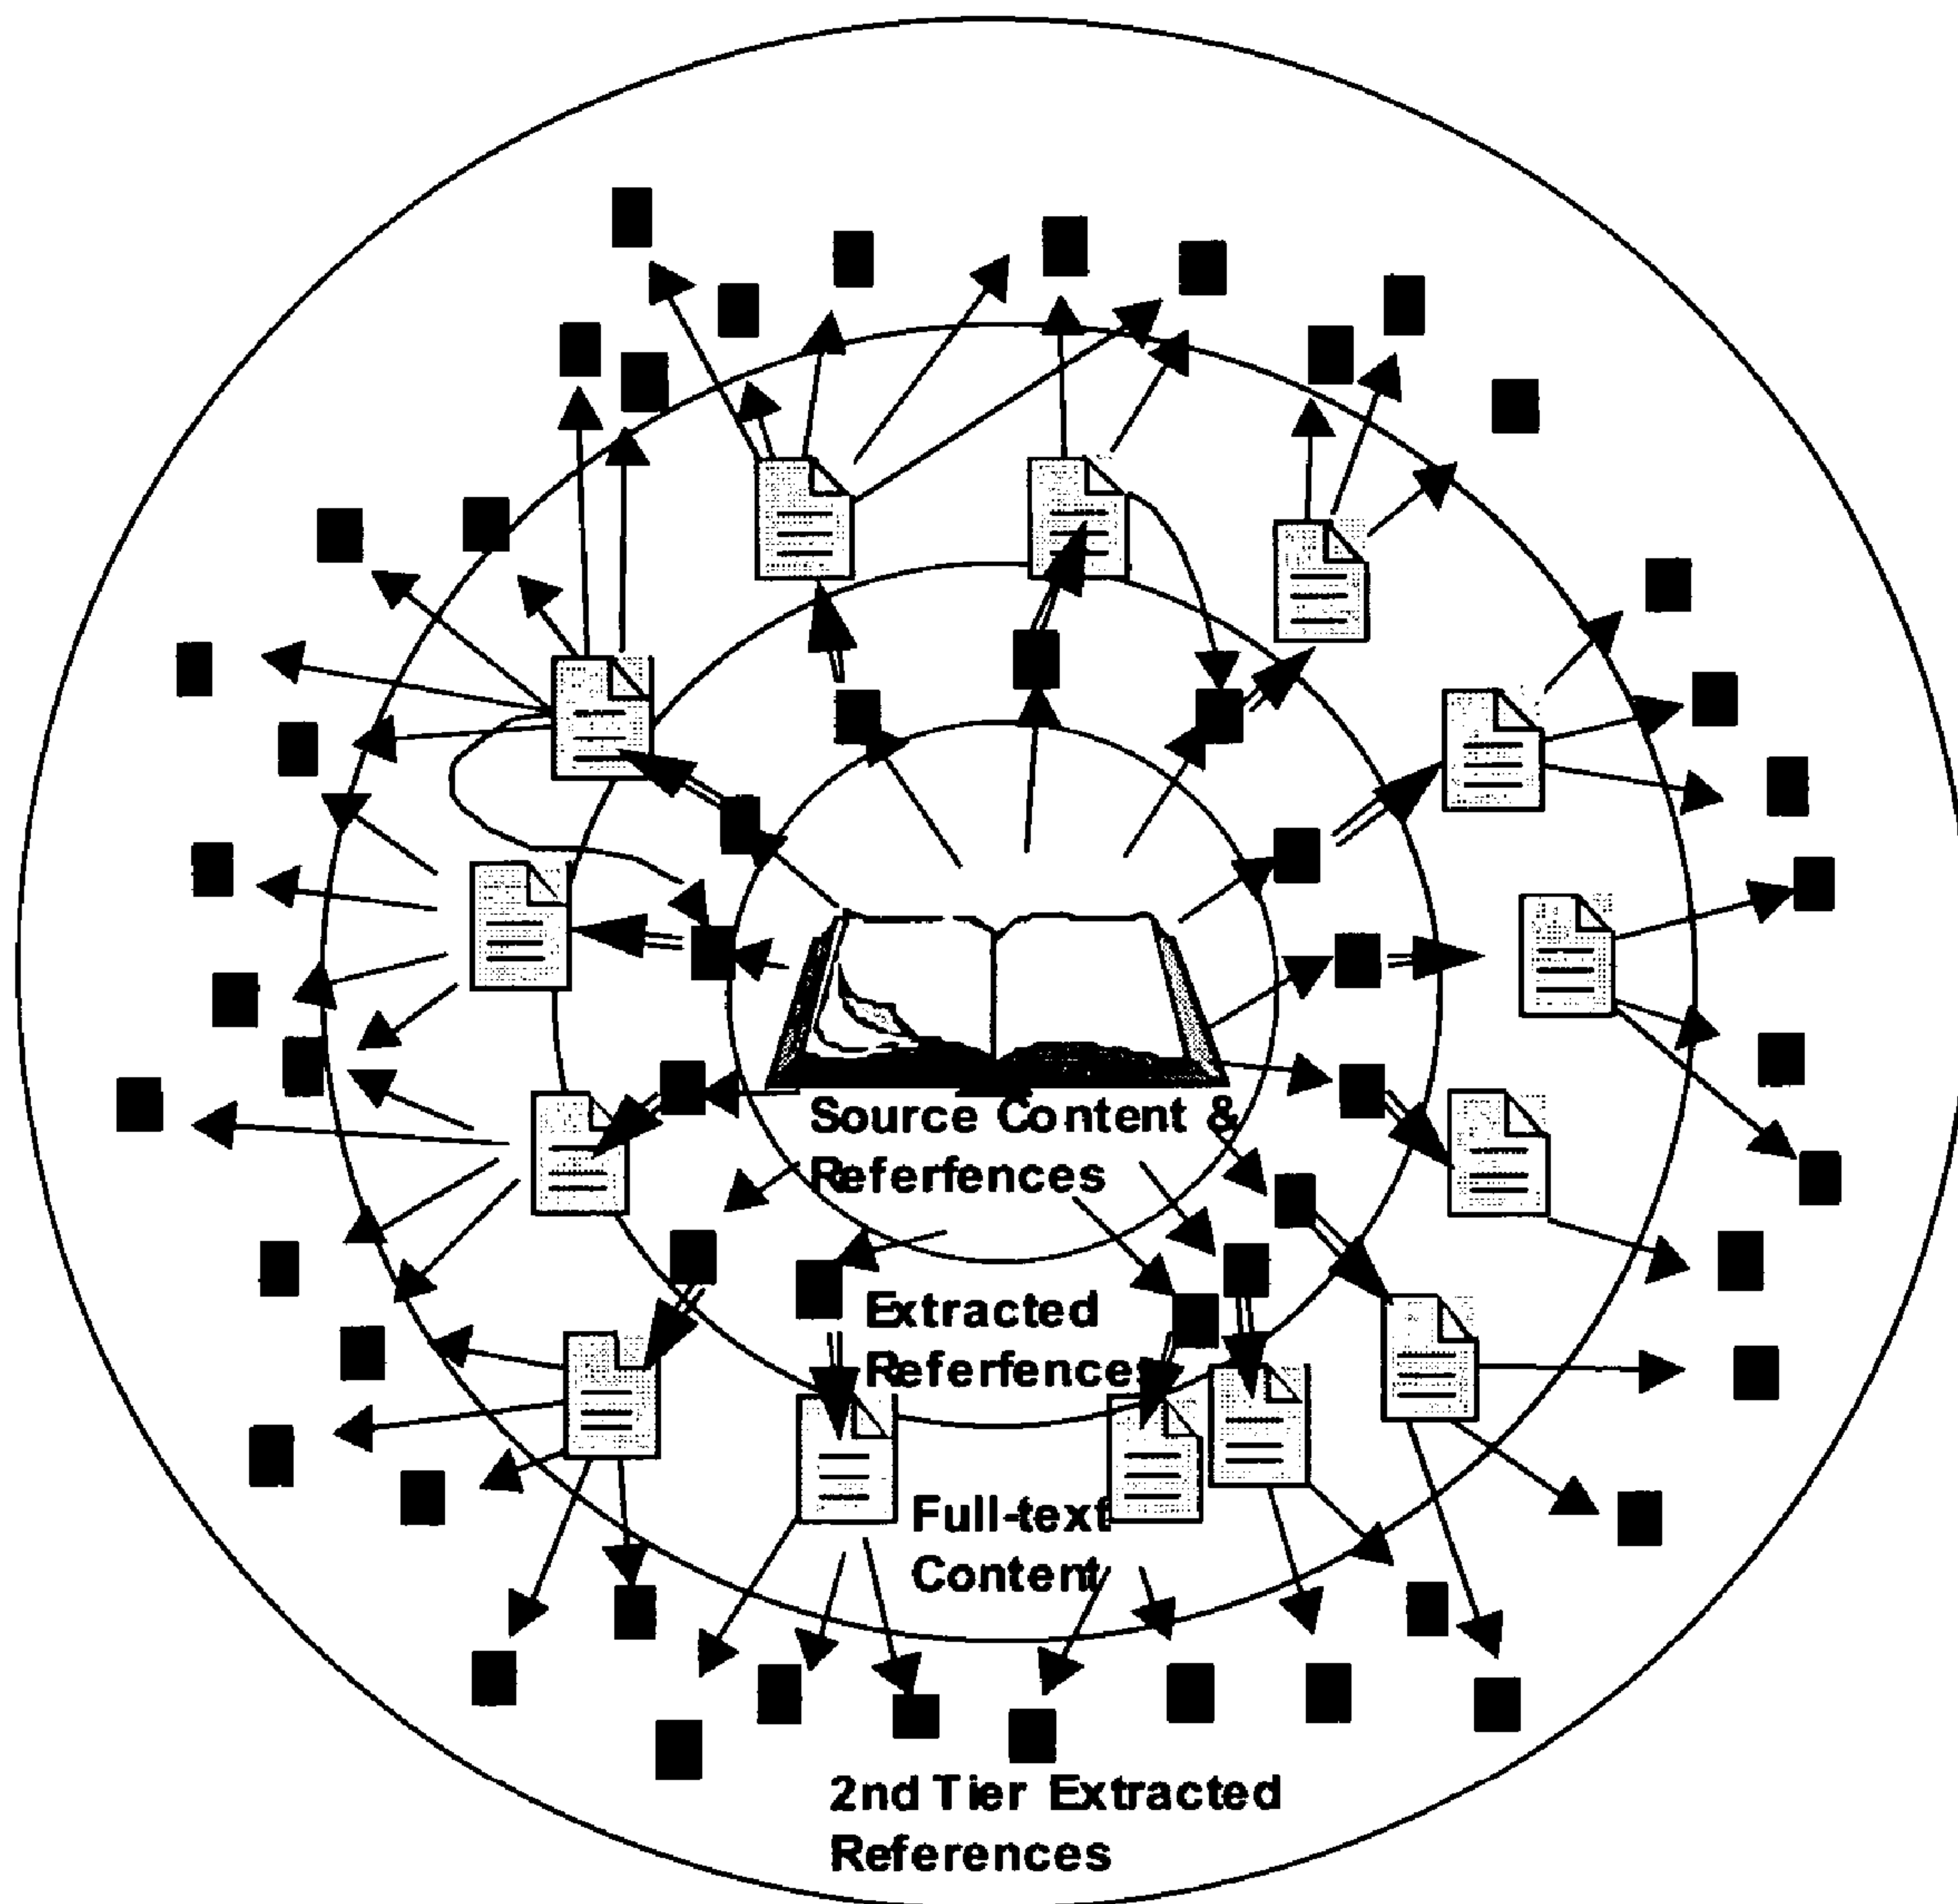 Source Content &
Referfences
Extracted
Referfences
Full-text
Content
2nd Tier Extracted
References